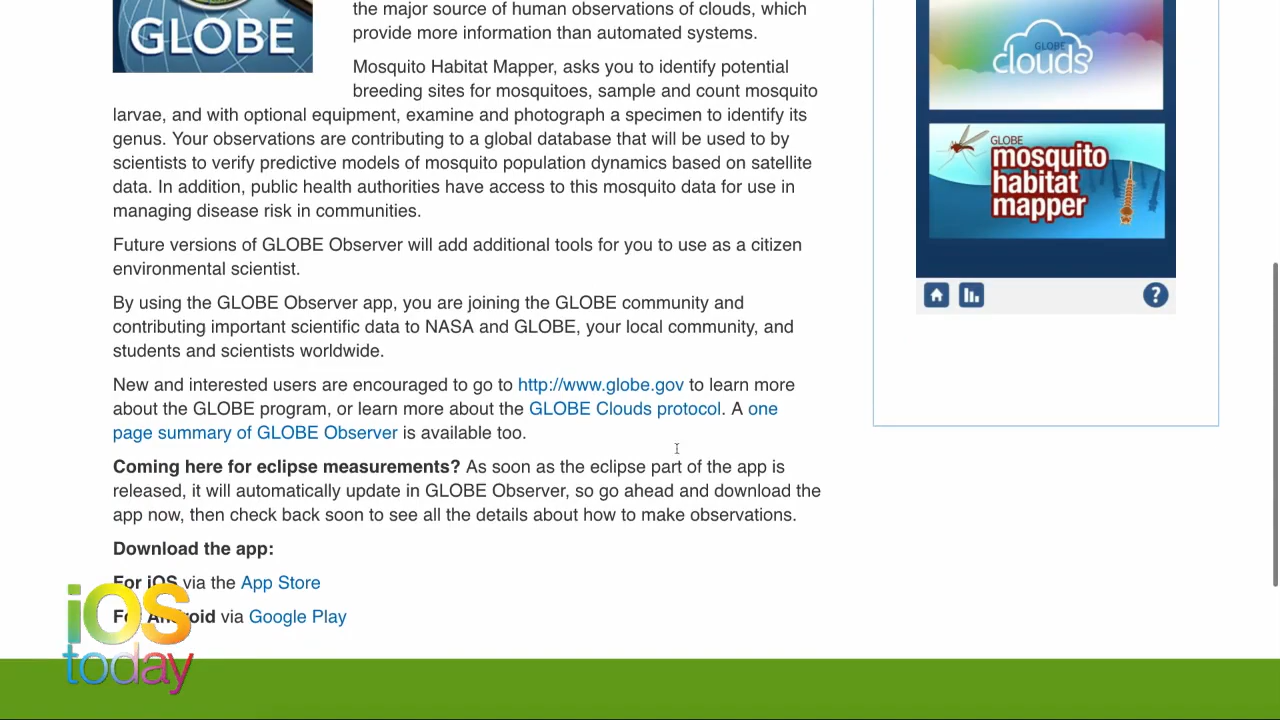 GLOBE
the major source of human observations of clouds, which
provide more information than automated systems.
Mosquito Habitat Mapper, asks you to identify potential
breeding sites for mosquitoes, sample and count mosquito
larvae, and with optional equipment, examine and photograph a specimen to identify its
genus. Your observations are contributing to a global database that will be used to by
scientists to verify predictive models of mosquito population dynamics based on satellite
data. In addition, public health authorities have access to this mosquito data for use in
managing disease risk in communities.
Future versions of GLOBE Observer will add additional tools for you to use as a citizen
environmental scientist.
By using the GLOBE Observer app, you are joining the GLOBE community and
contributing important scientific data to NASA and GLOBE, your local community, and
students and scientists worldwide.
New and interested users are encouraged to go to http://www.globe.gov to learn more
about the GLOBE program, or learn more about the GLOBE Clouds protocol. A one
page summary of GLOBE Observer is available too.
Coming here for eclipse measurements? As soon as the eclipse part of the app is
released, it will automatically update in GLOBE Observer, so go ahead and download the
app now, then check back soon to see all the details about how to make observations.
Download the app:
For iOS via the App Store
For Android via Google Play
iOS
today
GLOBE
clouds
GLOBE
mosquito
habitat
mapper
?